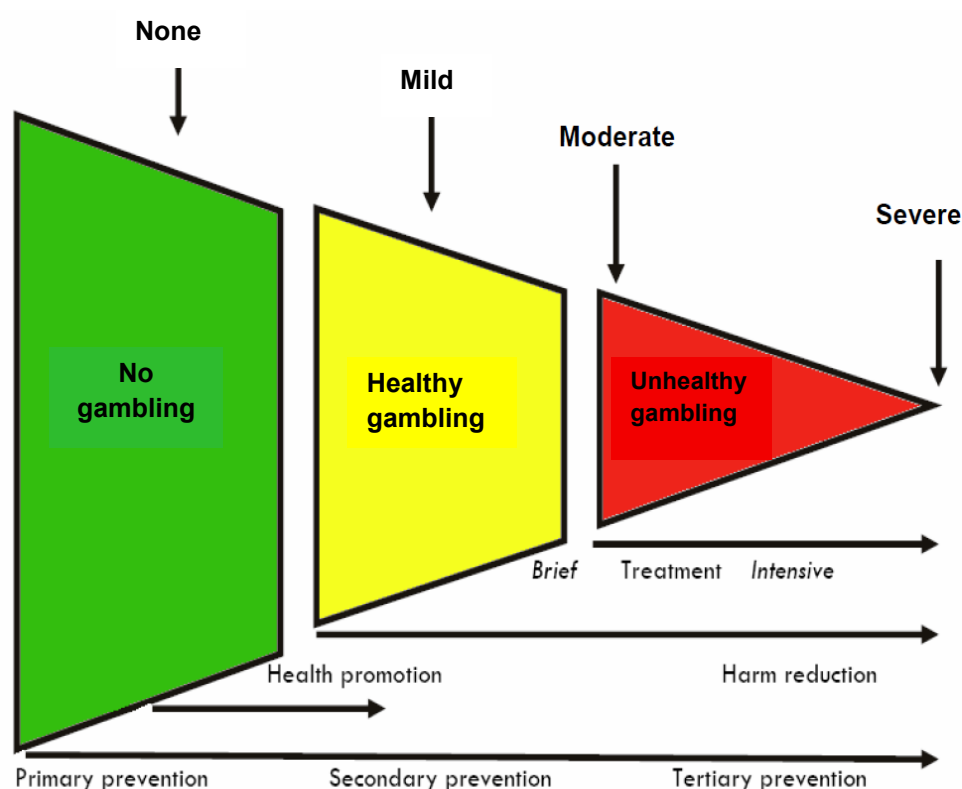 None
Mild
Moderate
Severe
No
gambling
Healthy
gambling
Unhealthy
gambling
Brief Treatment Intensive
Health promotion Harm reduction
Primary prevention Secondary prevention Tertiary prevention